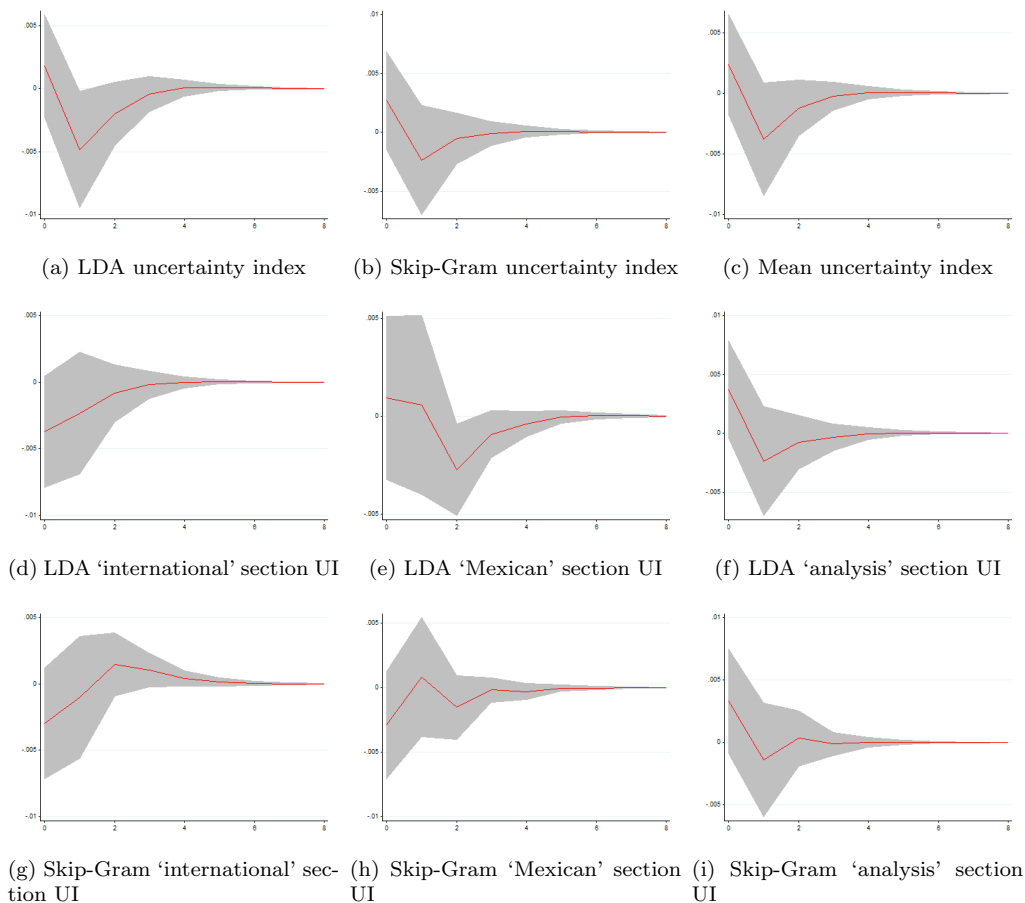 .005
0
-.005
-.01
0 2 4 6 8
.01
.005
0
-.005
0 2 4 6 8
.005
0
-.005
-.01
0 2 4 6 8
(a) LDA uncertainty index
(b) Skip-Gram uncertainty index
(c) Mean uncertainty index
.005
0
-.005
-.01
0 2 4 6 8
.005
0
-.005
0 2 4 6 8
.01
.005
0
-.005
0 2 4 6 8
(d) LDA ‘international’ section UI
(e) LDA ‘Mexican’ section UI
(f) LDA ‘analysis’ section UI
.005
0
-.005
-.01
0 2 4 6 8
.005
0
-.005
-.01
0 2 4 6 8
.01
.005
0
-.005
0 2 4 6 8
(g) Skip-Gram ‘international’ sec-
tion UI
(h) Skip-Gram ‘Mexican’ section
UI
(i) Skip-Gram ‘analysis’ section
UI